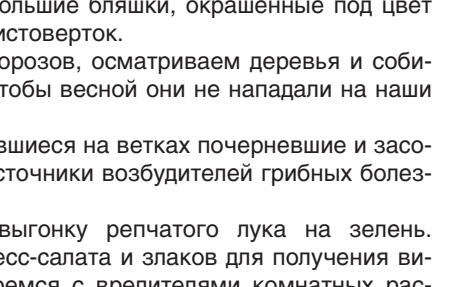 ольшие бляшки, окрашенные под цвет
истоверток.
орозов, осматриваем деревья и соби-
тобы весной они не нападали на наши
вшиеся на ветках почерневшие и засо-
сточники возбудителей грибных болез-
выгонку репчатого лука на зелень.
есс-салата и злаков для получения ви-
ремся с вредителями комнатных рас-